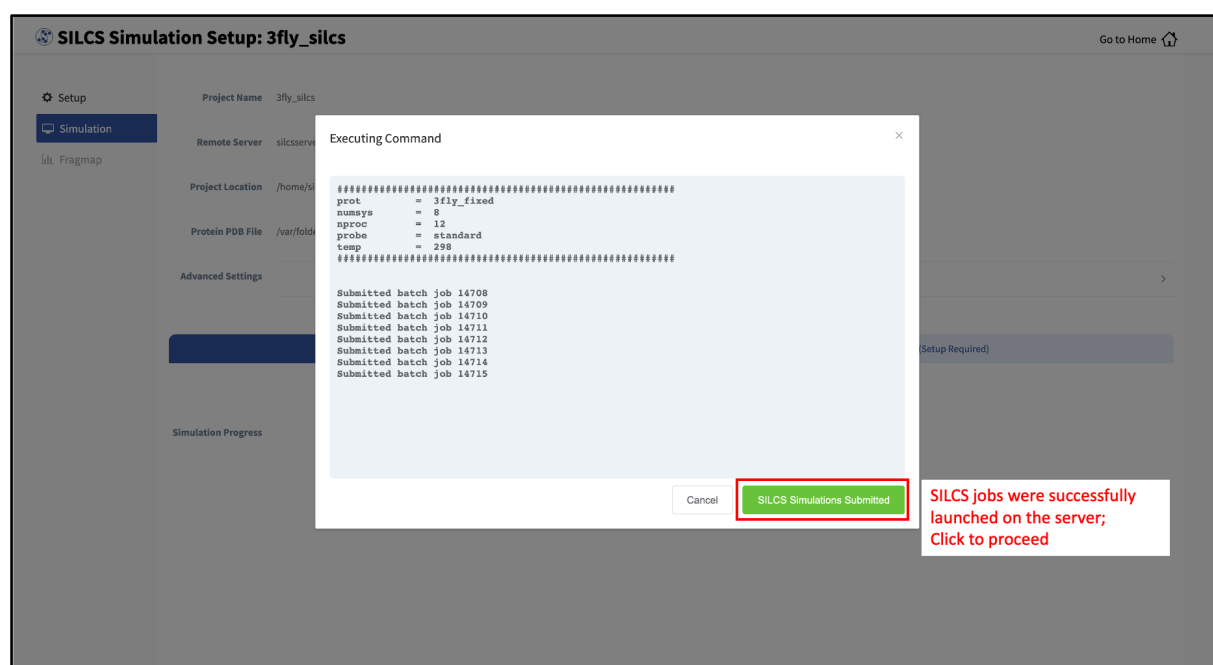 SILCS Simulation Setup: 3fly_silcs
Go to Home
Setup
Simulation
Fragmap
Project Name 3fly_silcs
Remote Server silcsserve
Project Location /home/si
Protein PDB File /var/folde
Advanced Settings
(Setup Required)
Simulation Progress
Executing Command
########################################################
prot = 3fly_fixed
numsys = 8
nproc = 12
probe = standard
temp = 298
########################################################
Submitted batch job 14708
Submitted batch job 14709
Submitted batch job 14710
Submitted batch job 14711
Submitted batch job 14712
Submitted batch job 14713
Submitted batch job 14714
Submitted batch job 14715
Cancel
SILCS Simulations Submitted
SILCS jobs were successfully
launched on the server;
Click to proceed